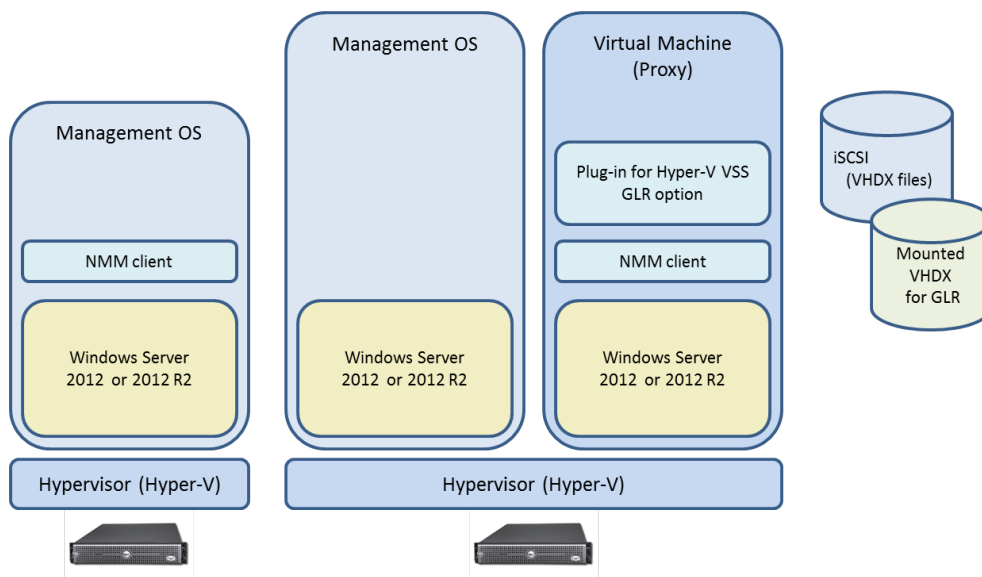 Management OS
NMM client
Windows Server
2012 or 2012 R2
Hypervisor (Hyper-V)
Management OS
Windows Server
2012 or 2012 R2
Virtual Machine
(Proxy)
Plug-in for Hyper-V VSS
GLR option
NMM client
Windows Server
2012 or 2012 R2
Hypervisor (Hyper-V)
iSCSI
(VHDX files)
Mounted
VHDX
for GLR